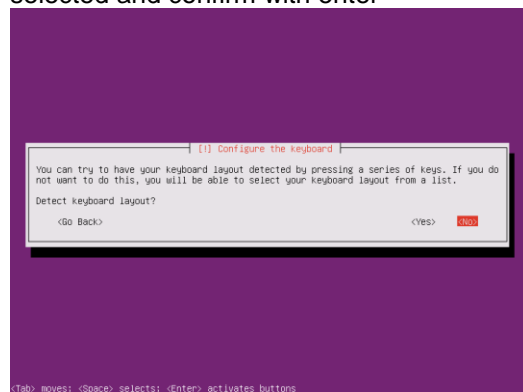 selected and confirm with enter
[!] Configure the keyboard
You can try to have your keyboard layout detected by pressing a series of keys. If you do
not want to do this, you will be able to select your keyboard layout from a list.
Detect keyboard layout?
<Go Back> <Yes> <No>
<Tab> moves; <Space> selects; <Enter> activates buttons